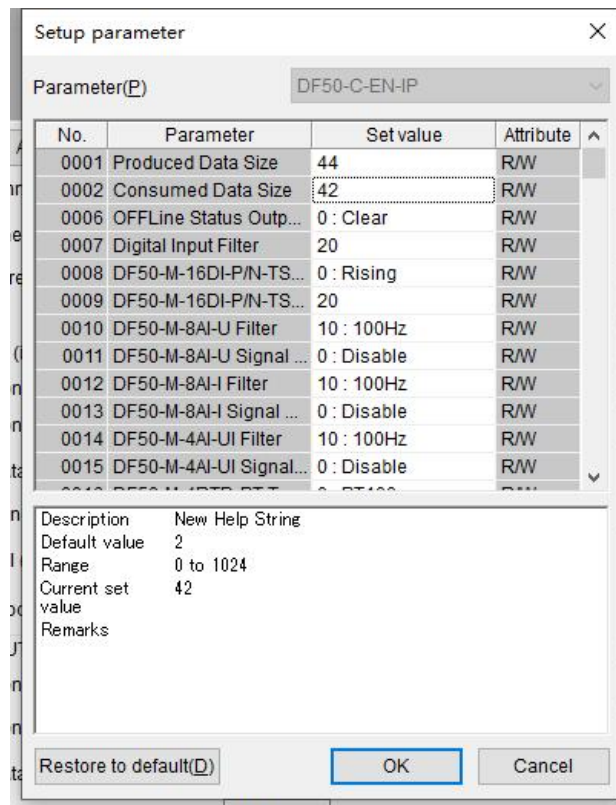 Setup parameter
Parameter(P) DF50-C-EN-IP
No. Parameter Set value Attribute
0001 Produced Data Size 44 R/W
0002 Consumed Data Size 42 R/W
0006 OFFLine Status Outp... 0 : Clear R/W
0007 Digital Input Filter 20 R/W
0008 DF50-M-16DI-P/N-TS... 0 : Rising R/W
0009 DF50-M-16DI-P/N-TS... 20 R/W
0010 DF50-M-8AI-U Filter 10 : 100Hz R/W
0011 DF50-M-8AI-U Signal ... 0 : Disable R/W
0012 DF50-M-8AI-I Filter 10 : 100Hz R/W
0013 DF50-M-8AI-I Signal ... 0 : Disable R/W
0014 DF50-M-4AI-UI Filter 10 : 100Hz R/W
0015 DF50-M-4AI-UI Signal... 0 : Disable R/W
Description New Help String
Default value 2
Range 0 to 1024
Current set value 42
Remarks
Restore to default(D) OK Cancel